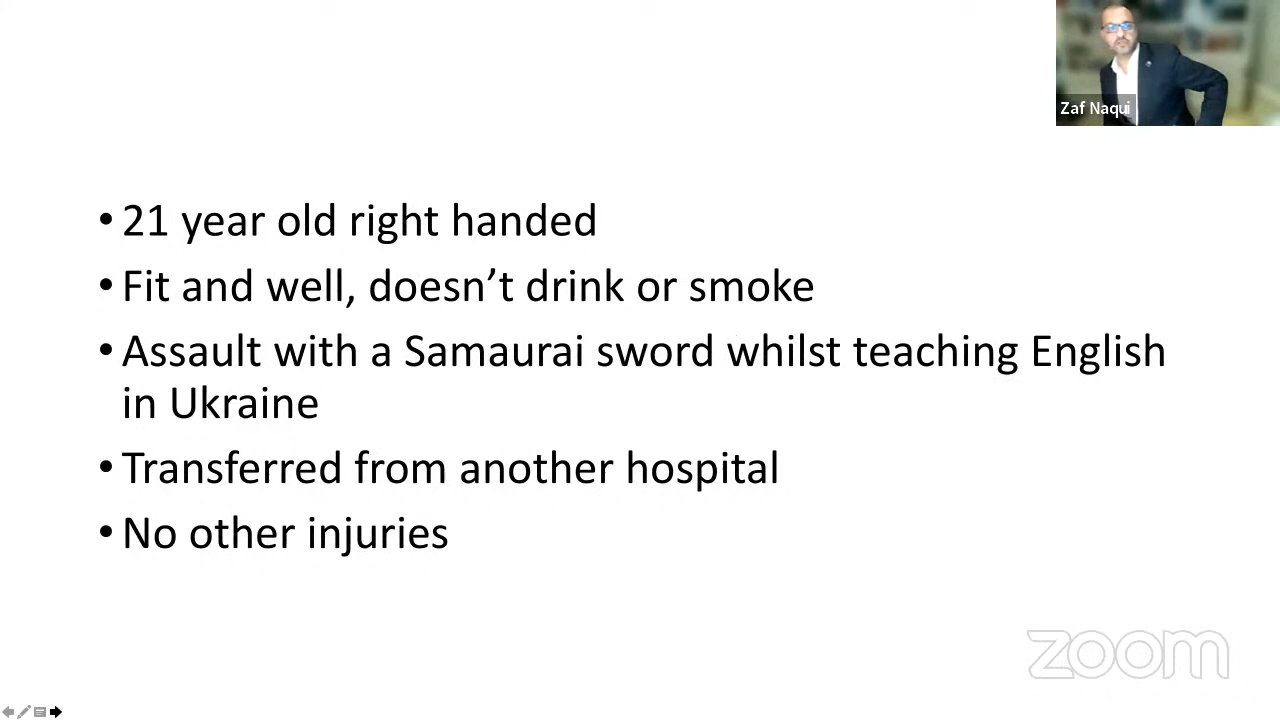 Zaf Naqui
• 21 year old right handed
• Fit and well, doesn’t drink or smoke
• Assault with a Samaurai sword whilst teaching English
in Ukraine
• Transferred from another hospital
• No other injuries
zoom